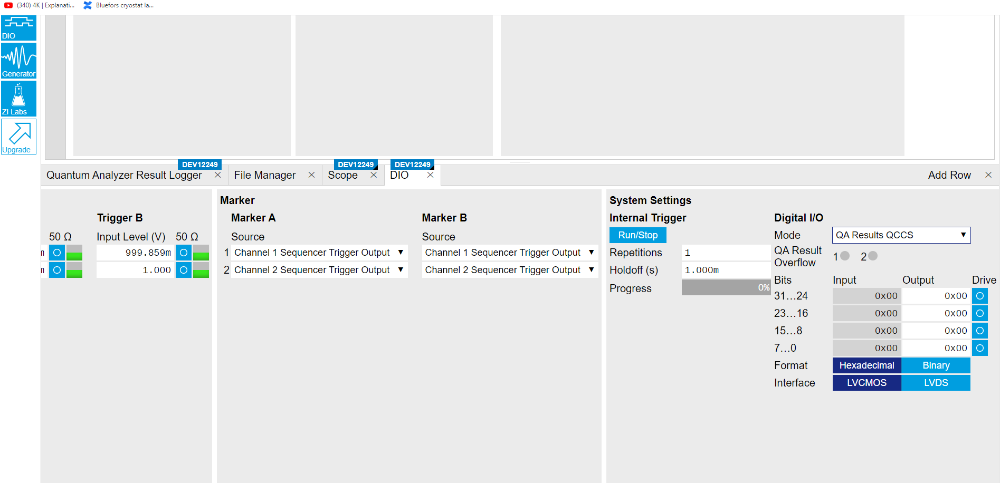 (340) 4K | Explanati...
Bluefors cryostat la...
DIO
Generator
ZI Labs
Upgrade
DEV12249
DEV12249
DEV12249
Quantum Analyzer Result Logger
File Manager
Scope
DIO
Add Row
Trigger B
50 Ω
Input Level (V)
50 Ω
m
999.859m
m
1.000
Marker
Marker A
Marker B
Source
Source
1 Channel 1 Sequencer Trigger Output
Channel 1 Sequencer Trigger Output
2 Channel 2 Sequencer Trigger Output
Channel 2 Sequencer Trigger Output
System Settings
Internal Trigger
Run/Stop
Repetitions 1
Holdoff (s) 1.000m
Progress 0%
Digital I/O
Mode QA Results QCCS
QA Result
Overflow
1 2
Bits Input Output Drive
31...24 0x00 0x00
23...16 0x00 0x00
15...8 0x00 0x00
7...0 0x00 0x00
Format Hexadecimal Binary
Interface LVCMOS LVDS